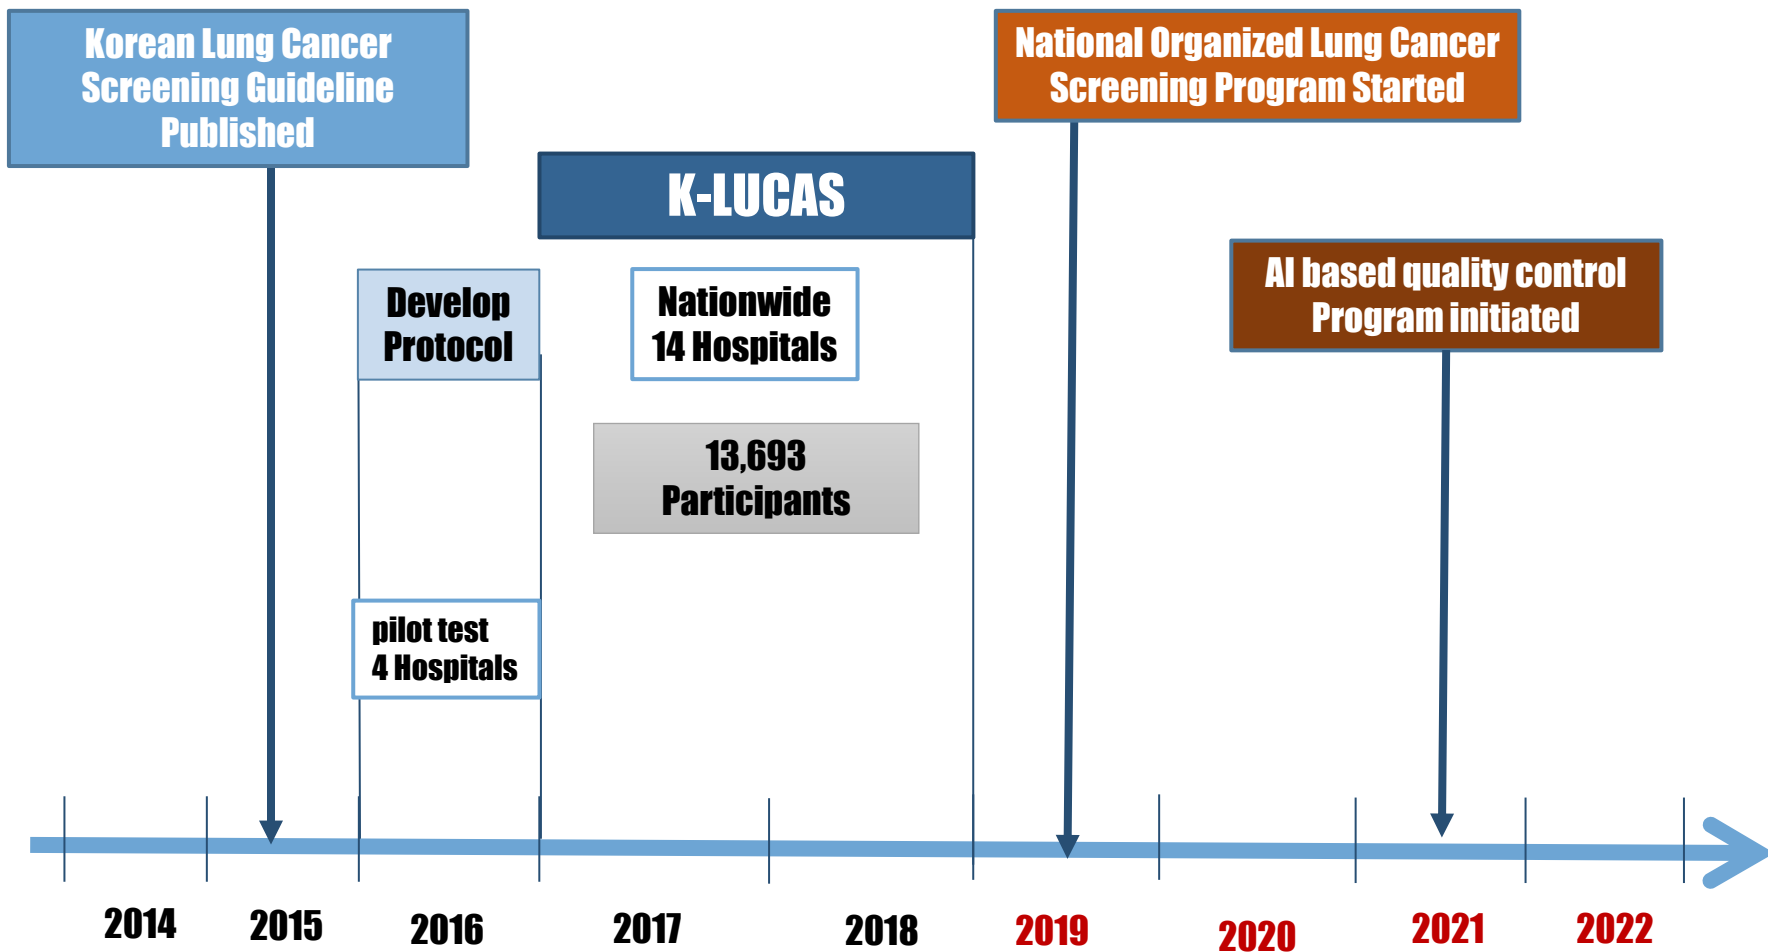 Korean Lung Cancer
Screening Guideline
Published
National Organized Lung Cancer
Screening Program Started
K-LUCAS
AI based quality control
Program initiated
Develop
Protocol
Nationwide
14 Hospitals
13,693
Participants
pilot test
4 Hospitals
2014
2015
2016
2017
2018
2019
2020
2021
2022